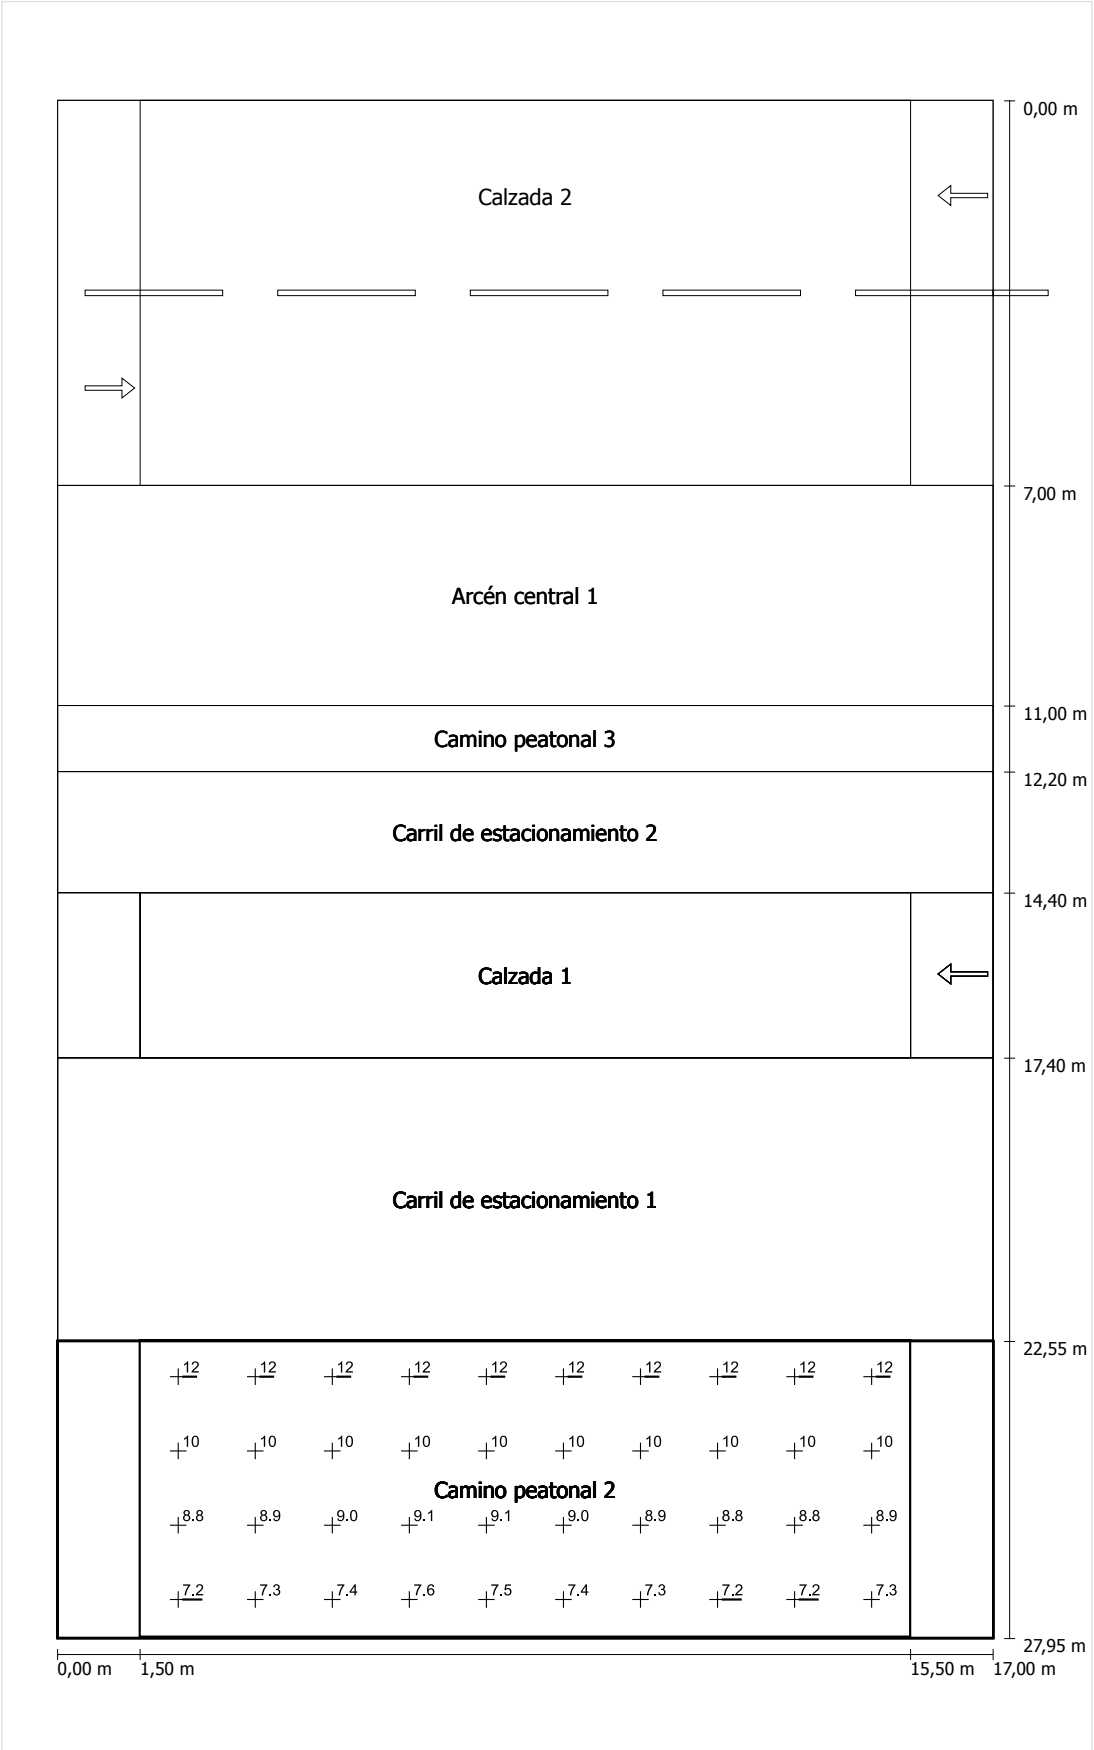 0,00 m
Calzada 2
7,00 m
Arcén central 1
11,00 m
Camino peatonal 3
12,20 m
Carril de estacionamiento 2
14,40 m
Calzada 1
17,40 m
Carril de estacionamiento 1
22,55 m
12 12 12 12 12 12 12 12 12 12
10 10 10 10 10 10 10 10 10 10
Camino peatonal 2
8.8 8.9 9.0 9.1 9.1 9.0 8.9 8.8 8.8 8.9
7.2 7.3 7.4 7.6 7.5 7.4 7.3 7.2 7.2 7.3
27,95 m
0,00 m 1,50 m 15,50 m 17,00 m